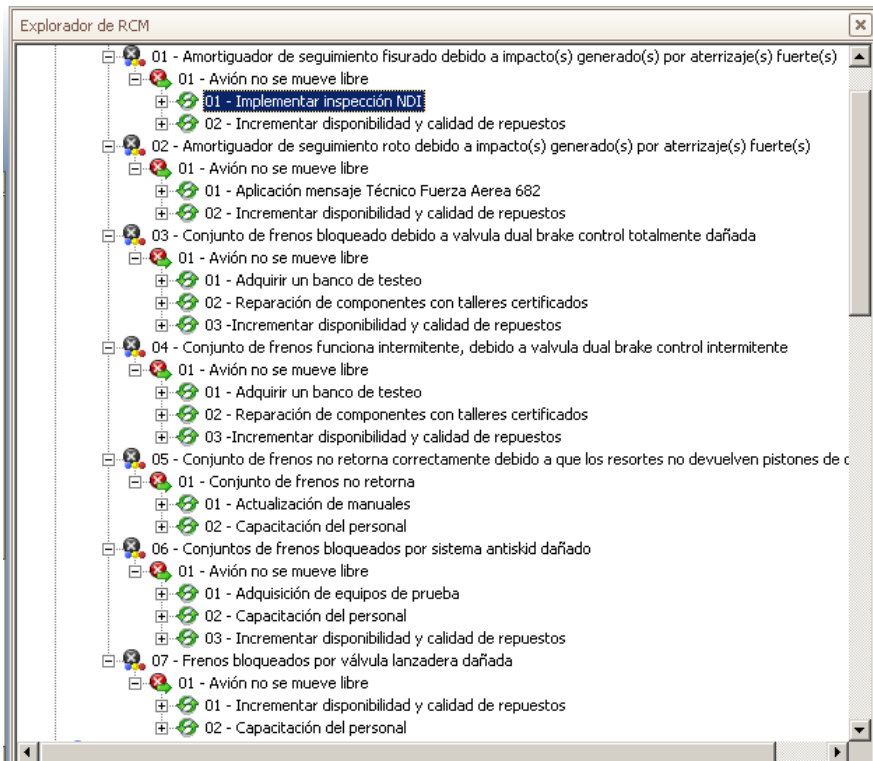 Explorador de RCM
01 - Amortiguador de seguimiento fisurado debido a impacto(s) generado(s) por aterrizaje(s) fuerte(s)
01 - Avión no se mueve libre
01 - Implementar inspección NDI
02 - Incrementar disponibilidad y calidad de repuestos
02 - Amortiguador de seguimiento roto debido a impacto(s) generado(s) por aterrizaje(s) fuerte(s)
01 - Avión no se mueve libre
01 - Aplicación mensaje Técnico Fuerza Aerea 682
02 - Incrementar disponibilidad y calidad de repuestos
03 - Conjunto de frenos bloqueado debido a valvula dual brake control totalmente dañada
01 - Avión no se mueve libre
01 - Adquirir un banco de testeo
02 - Reparación de componentes con talleres certificados
03 -Incrementar disponibilidad y calidad de repuestos
04 - Conjunto de frenos funciona intermitente, debido a valvula dual brake control intermitente
01 - Avión no se mueve libre
01 - Adquirir un banco de testeo
02 - Reparación de componentes con talleres certificados
03 -Incrementar disponibilidad y calidad de repuestos
05 - Conjunto de frenos no retorna correctamente debido a que los resortes no devuelven pistones de
01 - Conjunto de frenos no retorna
01 - Actualización de manuales
02 - Capacitación del personal
06 - Conjuntos de frenos bloqueados por sistema antiskid dañado
01 - Avión no se mueve libre
01 - Adquisición de equipos de prueba
02 - Capacitación del personal
03 - Incrementar disponibilidad y calidad de repuestos
07 - Frenos bloqueados por válvula lanzadera dañada
01 - Avión no se mueve libre
01 - Incrementar disponibilidad y calidad de repuestos
02 - Capacitación del personal